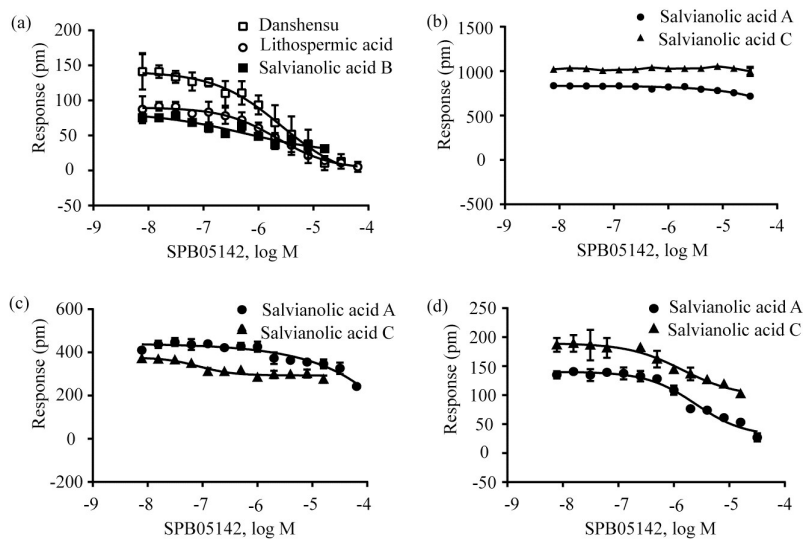 (a)
Danshensu
Lithospermic acid
Salvianolic acid B
Response (pm)
200
150
100
50
0
-50
-9 -8 -7 -6 -5 -4
SPB05142, log M
(b)
Salvianolic acid A
Salvianolic acid C
Response (pm)
1500
1000
500
0
-500
-9 -8 -7 -6 -5 -4
SPB05142, log M
(c)
Salvianolic acid A
Salvianolic acid C
Response (pm)
600
400
200
0
-200
-9 -8 -7 -6 -5 -4
SPB05142, log M
(d)
Salvianolic acid A
Salvianolic acid C
Response (pm)
250
200
150
100
50
0
-50
-9 -8 -7 -6 -5 -4
SPB05142, log M